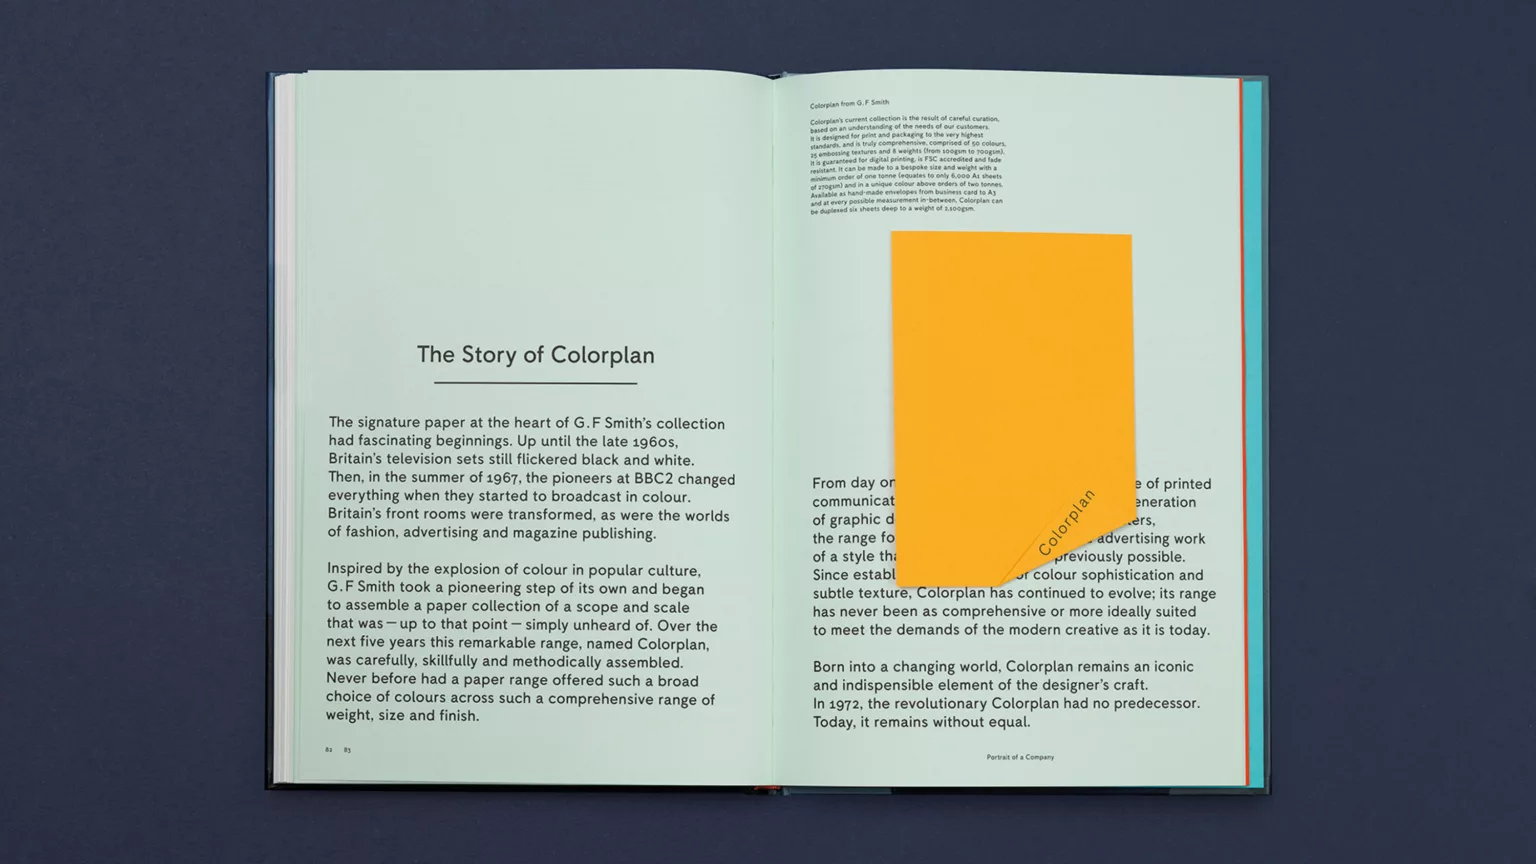 The Story of Colorplan
The signature paper at the heart of G.F Smith's collection
had fascinating beginnings. Up until the late 1960s,
Britain's television sets still flickered black and white.
Then, in the summer of 1967, the pioneers at BBC2 changed
everything when they started to broadcast in colour.
Britain's front rooms were transformed, as were the worlds
of fashion, advertising and magazine publishing.
Inspired by the explosion of colour in popular culture,
G.F Smith took a pioneering step of its own and began
to assemble a paper collection of a scope and scale
that was – up to that point – simply unheard of. Over the
next five years this remarkable range, named Colorplan,
was carefully, skillfully and methodically assembled.
Never before had a paper range offered such a broad
choice of colours across such a comprehensive range of
weight, size and finish.
82 83
Colorplan from G.F Smith
Colorplan's current collection is the result of careful curation,
based on an understanding of the needs of our customers.
It is designed for print and packaging to the very highest
standards, and is truly comprehensive, comprised of 50 colours,
25 embossing textures and 8 weights (from 100gsm to 700gsm).
It is guaranteed for digital printing, is FSC accredited and fade
resistant. It can be made to a bespoke size and weight with a
minimum order of one tonne (equates to only 6,000 A1 sheets
of 270gsm) and in a unique colour above orders of two tonnes.
Available as hand-made envelopes from business card to A3
and at every possible measurement in-between, Colorplan can
be duplexed six sheets deep to a weight of 2,100gsm.
Colorplan
From day of printed
of graphic
the range advertising work
of a style previously possible.
Since colour sophistication and
subtle texture, Colorplan has continued to evolve; its range
has never been as comprehensive or more ideally suited
to meet the demands of the modern creative as it is today.
Born into a changing world, Colorplan remains an iconic
and indispensible element of the designer's craft.
In 1972, the revolutionary Colorplan had no predecessor.
Today, it remains without equal.
Portrait of a Company